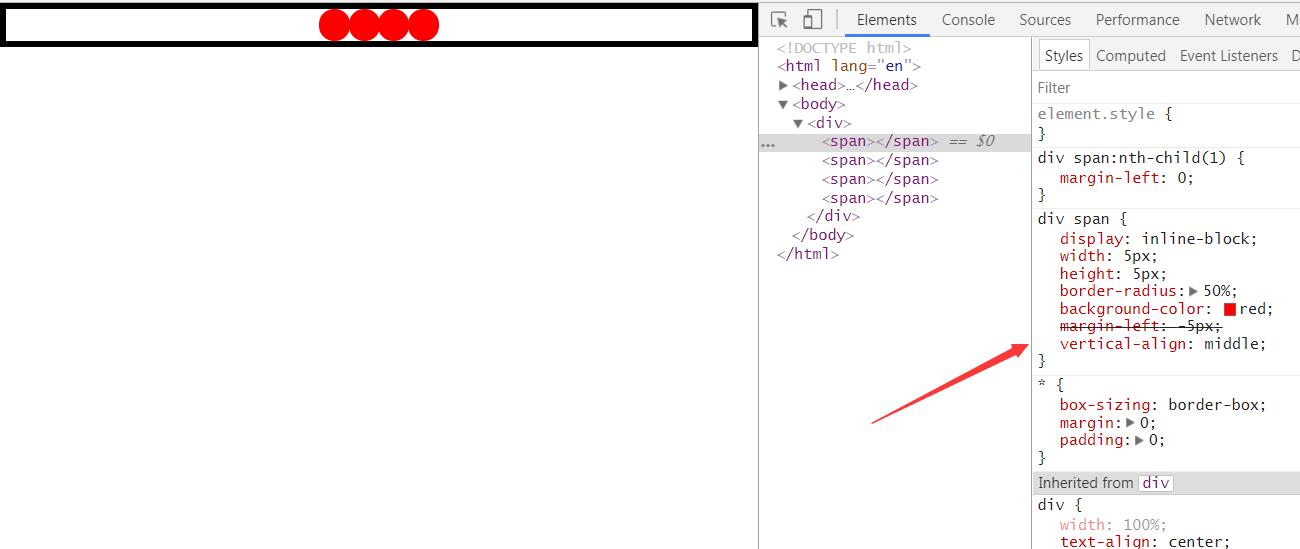 Elements Console Sources Performance Network M
<!DOCTYPE html>
<html lang="en">
<head>…</head>
<body>
<div>
<span></span> == $0
<span></span>
<span></span>
<span></span>
</div>
</body>
</html>
Styles Computed Event Listeners D
Filter
element.style {
}
div span:nth-child(1) {
margin-left: 0;
}
div span {
display: inline-block;
width: 5px;
height: 5px;
border-radius: 50%;
background-color: red;
margin-left: -5px;
vertical-align: middle;
}
* {
box-sizing: border-box;
margin: 0;
padding: 0;
}
Inherited from div
div {
width: 100%;
text-align: center;